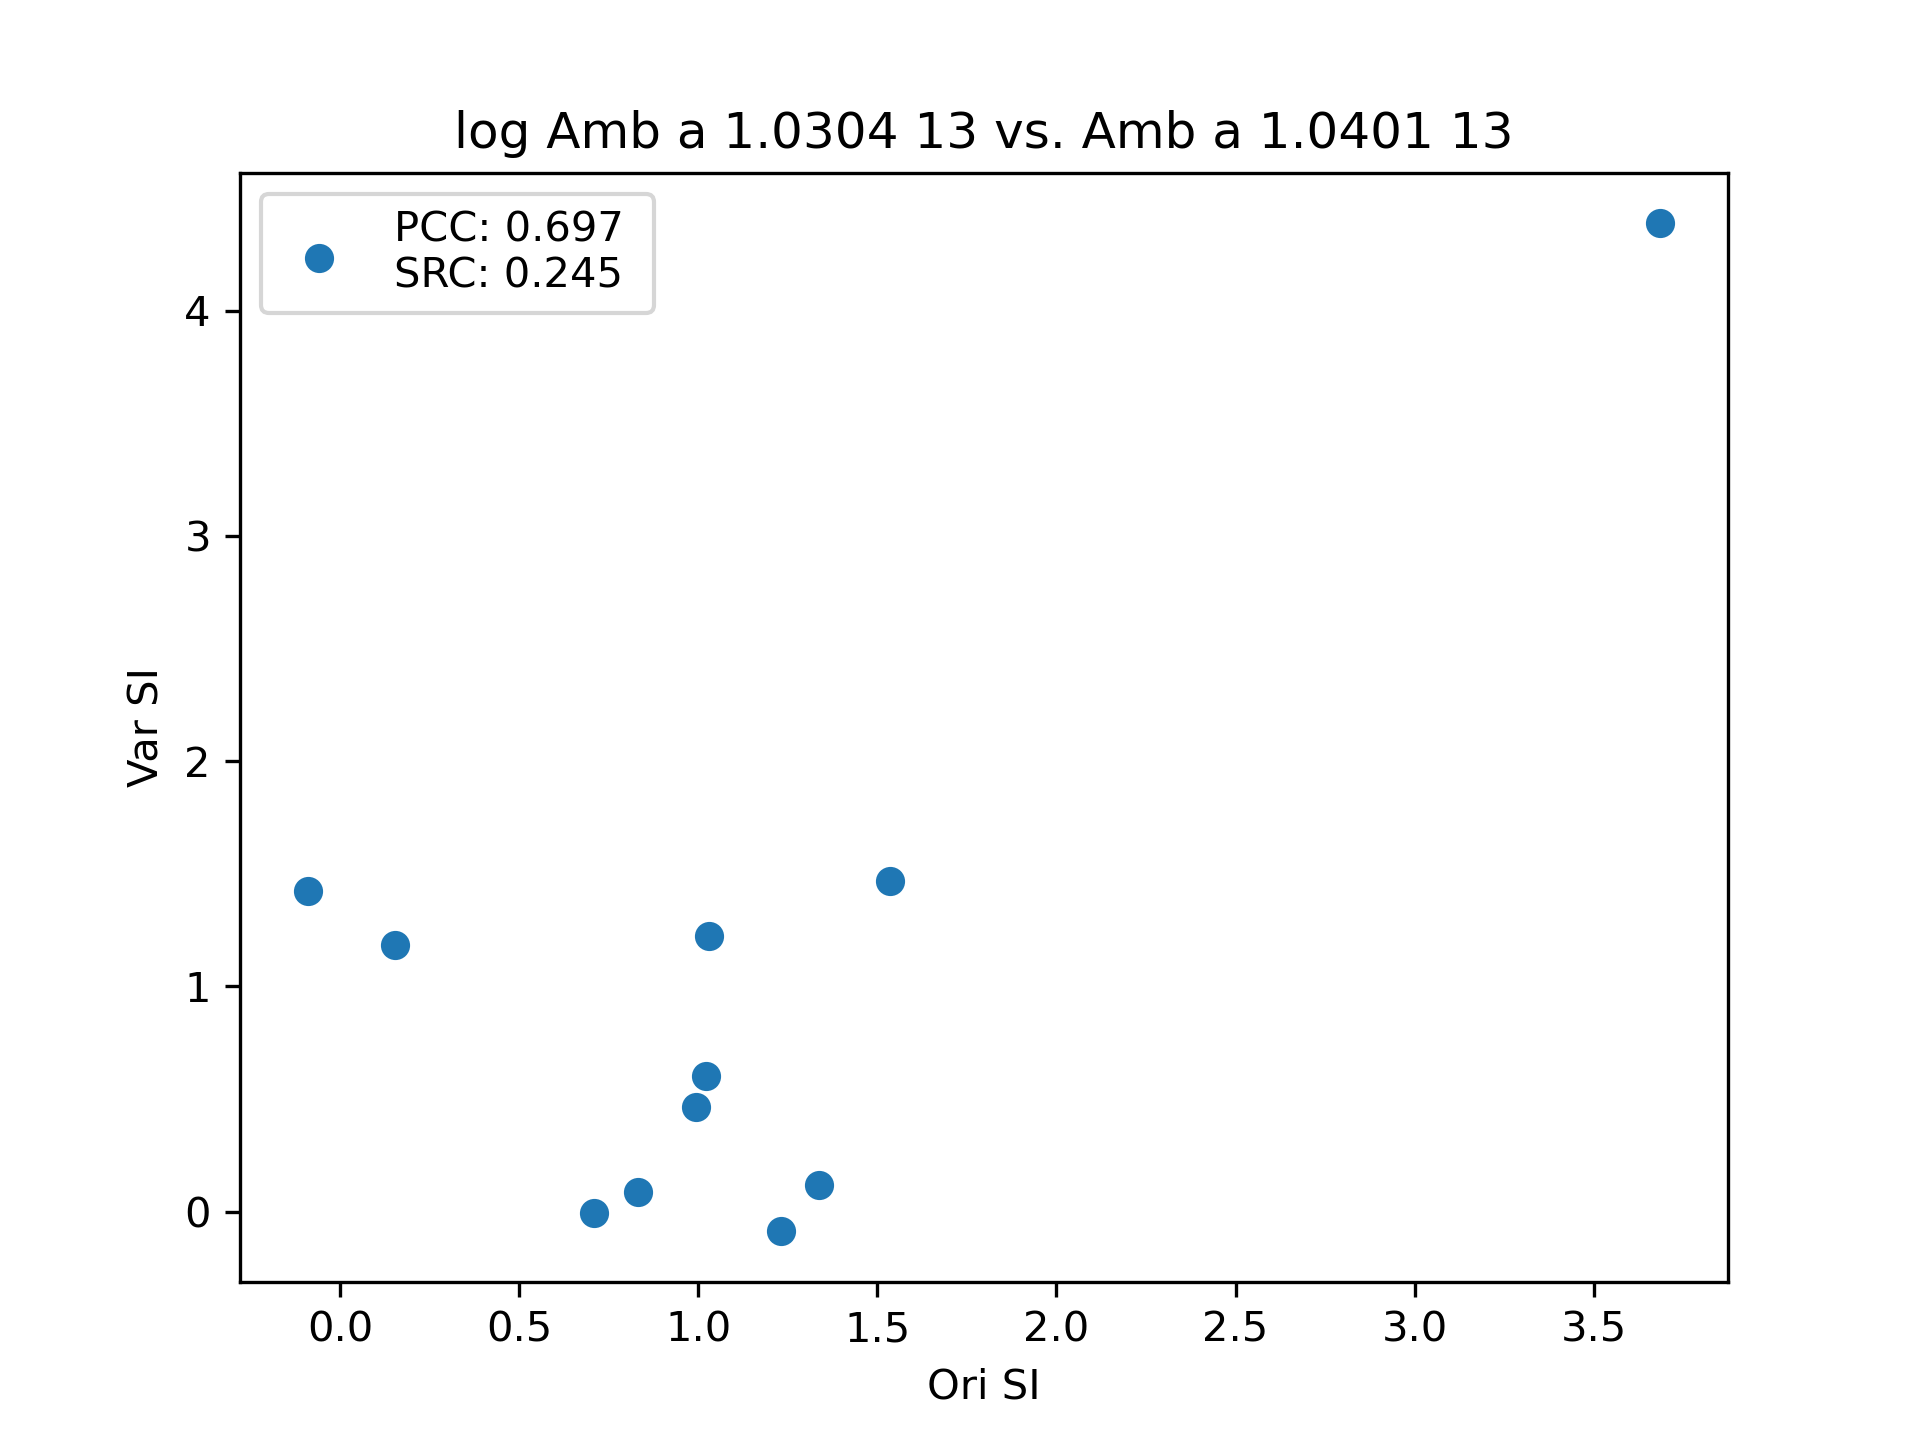 log Amb a 1.0304 13 vs. Amb a 1.0401 13
PCC: 0.697
SRC: 0.245
4
3
2
1
0
Var SI
0.0 0.5 1.0 1.5 2.0 2.5 3.0 3.5
Ori SI